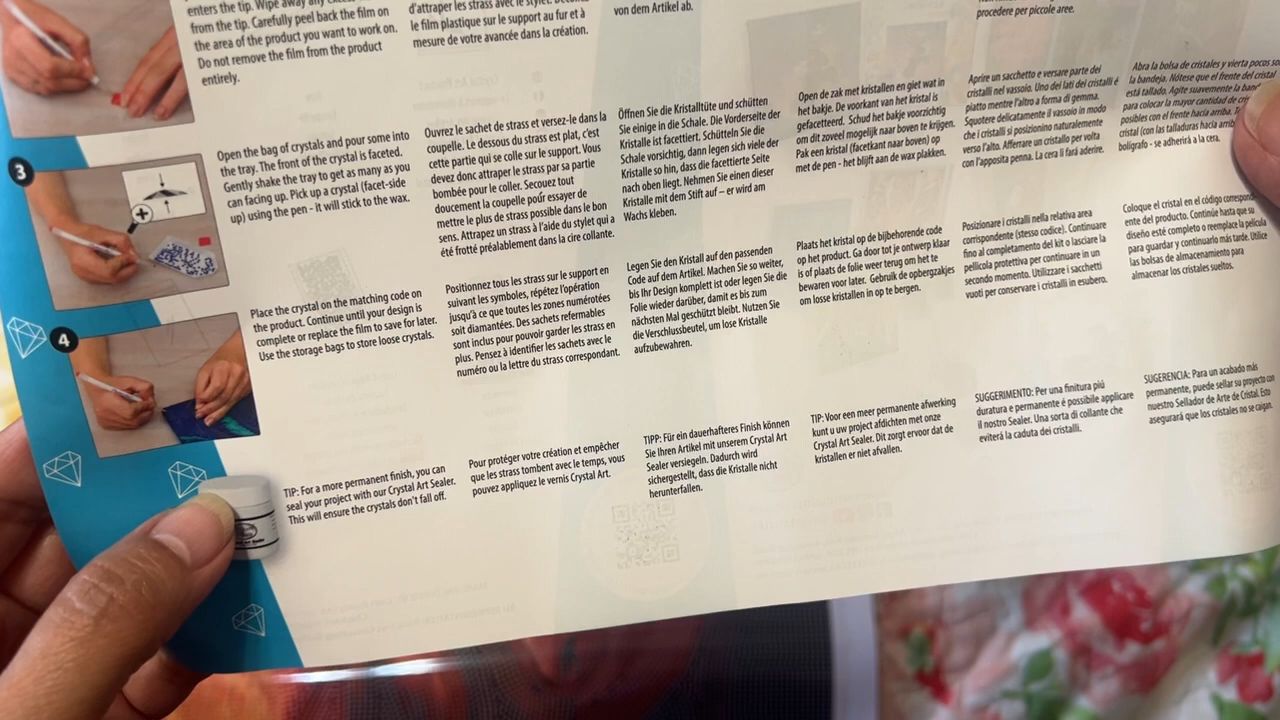 enters the tip. Wipe away any
from the tip. Carefully peel back the film on
the area of the product you want to work on.
Do not remove the film from the product
entirely.
d'attraper les strass avec le stylet.
le film plastique sur le support au fur et à
mesure de votre avancée dans la création.
von dem Artikel ab.
procedere per piccole aree.
3
Open the bag of crystals and pour some into
the tray. The front of the crystal is faceted.
Gently shake the tray to get as many as you
can facing up. Pick up a crystal (facet-side
up) using the pen - it will stick to the wax.
Ouvrez le sachet de strass et versez-le dans la
coupelle. Le dessous du strass est plat, c'est
cette partie qui se colle sur le support. Vous
devez donc attraper le strass par sa partie
bombée pour le coller. Secouez tout
doucement la coupelle pour essayer de
mettre le plus de strass possible dans le bon
sens. Attrapez un strass à l'aide du stylet qui a
été frotté préalablement dans la cire collante.
Öffnen Sie die Kristalltüte und schütten
Sie einige in die Schale. Die Vorderseite der
Kristalle ist facettiert. Schütteln Sie die
Schale vorsichtig, dann legen sich viele der
Kristalle so hin, dass die facettierte Seite
nach oben liegt. Nehmen Sie einen dieser
Kristalle mit dem Stift auf – er wird am
Wachs kleben.
Open de zak met kristallen en giet wat in
het bakje. De voorkant van het kristal is
gefacetteerd. Schud het bakje voorzichtig
om dit zoveel mogelijk naar boven te krijgen.
Pak een kristal (facetkant naar boven) op
met de pen - het blijft aan de wax plakken.
Aprire un sacchetto e versare parte dei
cristalli nel vassoio. Uno dei lati dei cristalli é
piatto mentre l'altro a forma di gemma.
Squotere delicatamente il vassoio in modo
che i cristalli si posizionino naturalmente
verso l'alto. Afferrare un cristallo per volta
con l'apposita penna. La cera li fará aderire.
Abra la bolsa de cristales y vierta pocos
la bandeja. Nótese que el frente del cristal
está tallado. Agite suavemente la
para colocar la mayor cantidad de
posibles con el frente hacia arriba.
cristal (con las talladuras hacia
bolígrafo - se adherirá a la cera.
4
Place the crystal on the matching code on
the product. Continue until your design is
complete or replace the film to save for later.
Use the storage bags to store loose crystals.
Positionnez tous les strass sur le support en
suivant les symboles, répétez l'opération
jusqu'à ce que toutes les zones numérotées
soit diamantées. Des sachets refermables
sont inclus pour pouvoir garder les strass en
plus. Pensez à identifier les sachets avec le
numéro ou la lettre du strass correspondant.
Legen Sie den Kristall auf den passenden
Code auf dem Artikel. Machen Sie so weiter,
bis Ihr Design komplett ist oder legen Sie die
Folie wieder darüber, damit es bis zum
nächsten Mal geschützt bleibt. Nutzen Sie
die Verschlussbeutel, um lose Kristalle
aufzubewahren.
Plaats het kristal op de bijbehorende code
op het product. Ga door tot je ontwerp klaar
is of plaats de folie weer terug om het te
bewaren voor later. Gebruik de opbergzakjes
om losse kristallen in op te bergen.
Posizionare i cristalli nella relativa area
corrispondente (stesso codice). Continuare
fino al completamento del kit o lasciare la
pellicola protettiva per continuare in un
secondo momento. Utilizzare i sacchetti
vuoti per conservare i cristalli in esubero.
Coloque el cristal en el código
ente del producto. Continúe hasta que su
diseño esté completo o reemplace la película
para guardar y continuarlo más tarde. Utilice
las bolsas de almacenamiento para
almacenar los cristales sueltos.
TIP: For a more permanent finish, you can
seal your project with our Crystal Art Sealer.
This will ensure the crystals don't fall off.
Pour protéger votre création et empêcher
que les strass tombent avec le temps, vous
pouvez appliquez le vernis Crystal Art.
TIPP: Für ein dauerhafteres Finish können
Sie Ihren Artikel mit unserem Crystal Art
Sealer versiegeln. Dadurch wird
sichergestellt, dass die Kristalle nicht
herunterfallen.
TIP: Voor een meer permanente afwerking
kunt u uw project afdichten met onze
Crystal Art Sealer. Dit zorgt ervoor dat de
kristallen er niet afvallen.
SUGGERIMENTO: Per una finitura piú
duratura e permanente é possibile applicare
il nostro Sealer. Una sorta di collante che
eviterá la caduta dei cristalli.
SUGERENCIA: Para un acabado más
permanente, puede sellar su proyecto con
nuestro Sellador de Arte de Cristal. Esto
asegurará que los cristales no se caigan.